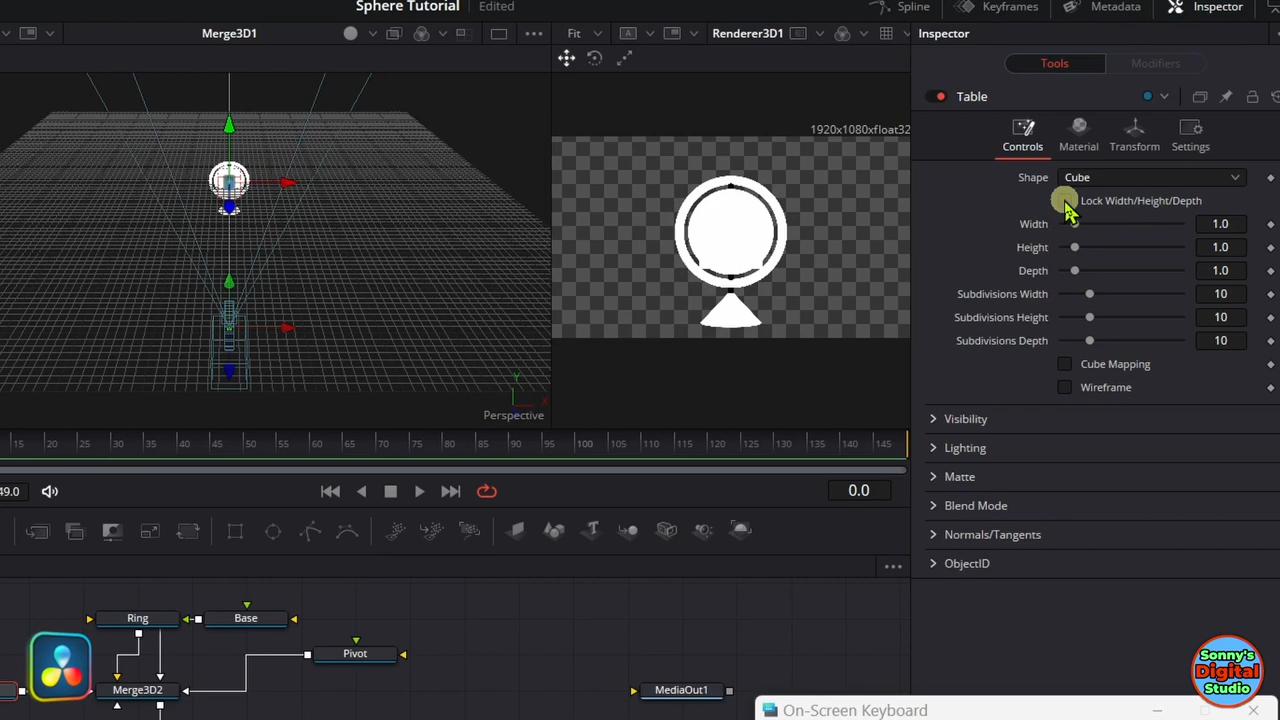 Sphere Tutorial Edited
Spline Keyframes Metadata Inspector
Merge3D1
Fit
Renderer3D1
Inspector
Tools Modifiers
Table
1920x1080xfloat32
Controls Material Transform Settings
Shape Cube
Lock Width/Height/Depth
Width 1.0
Height 1.0
Depth 1.0
Subdivisions Width 10
Subdivisions Height 10
Subdivisions Depth 10
Cube Mapping
Wireframe
Y
X
Perspective
Visibility
Lighting
Matte
Blend Mode
Normals/Tangents
ObjectID
15 20 25 30 35 40 45 50 55 60 65 70 75 80 85 90 95 100 105 110 115 120 125 130 135 140 145
49.0
0.0
Ring Base
Pivot
Merge3D2
MediaOut1
Sonny's
Digital
Studio
On-Screen Keyboard